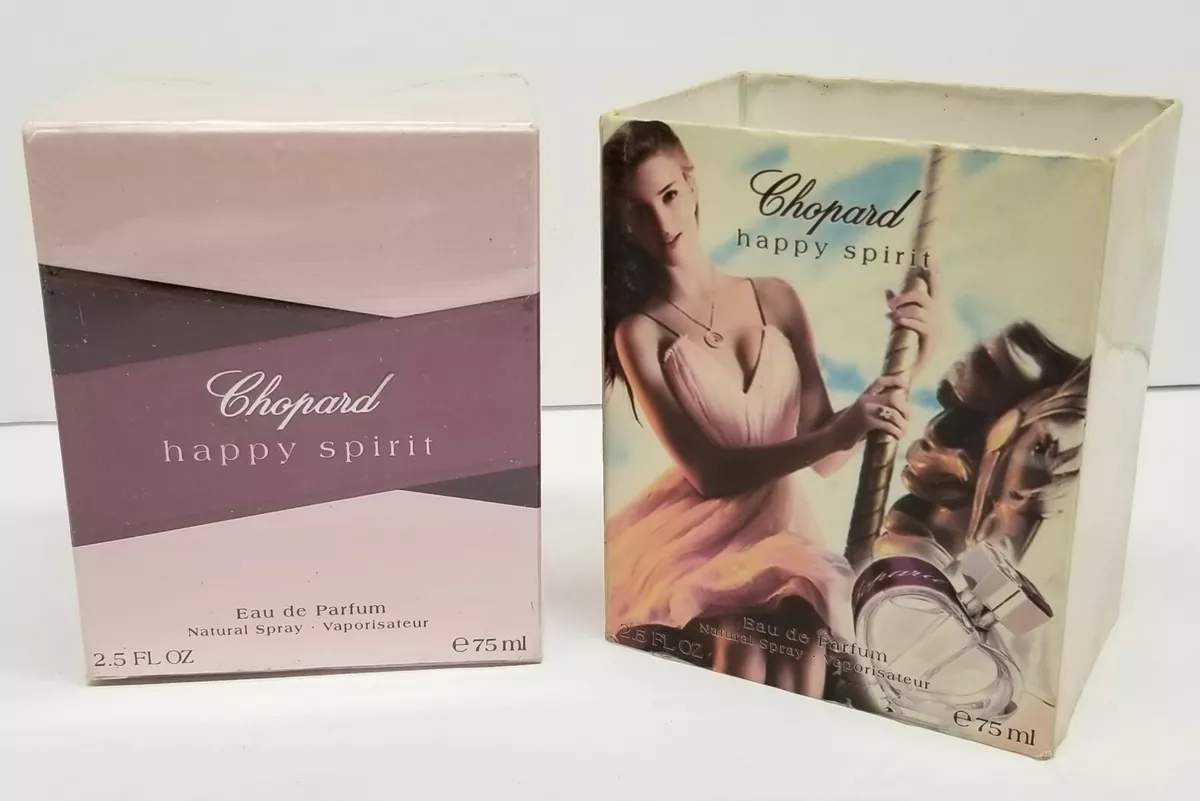 Chopard
happy spirit
Eau de Parfum
Natural Spray · Vaporisateur
2.5 FL OZ
℮75 ml
Chopard
happy spirit
Eau de Parfum
Natural Spray · Vaporisateur
2.5 FL OZ
℮75 ml